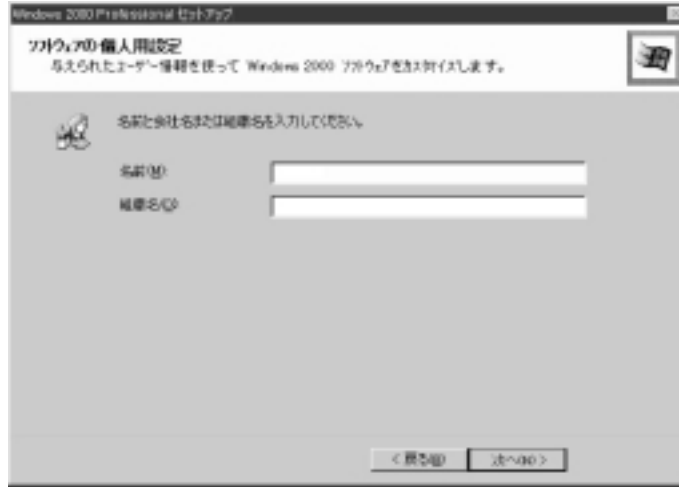 Windows 2000 Professional セットアップ
ソフトウェアの個人用設定
与えられたユーザー情報を使って Windows 2000 ソフトウェアをカスタマイズします。
名前と会社名または組織名を入力してください。
名前(M):
組織名(O):
< 戻る(B)
次へ(N) >